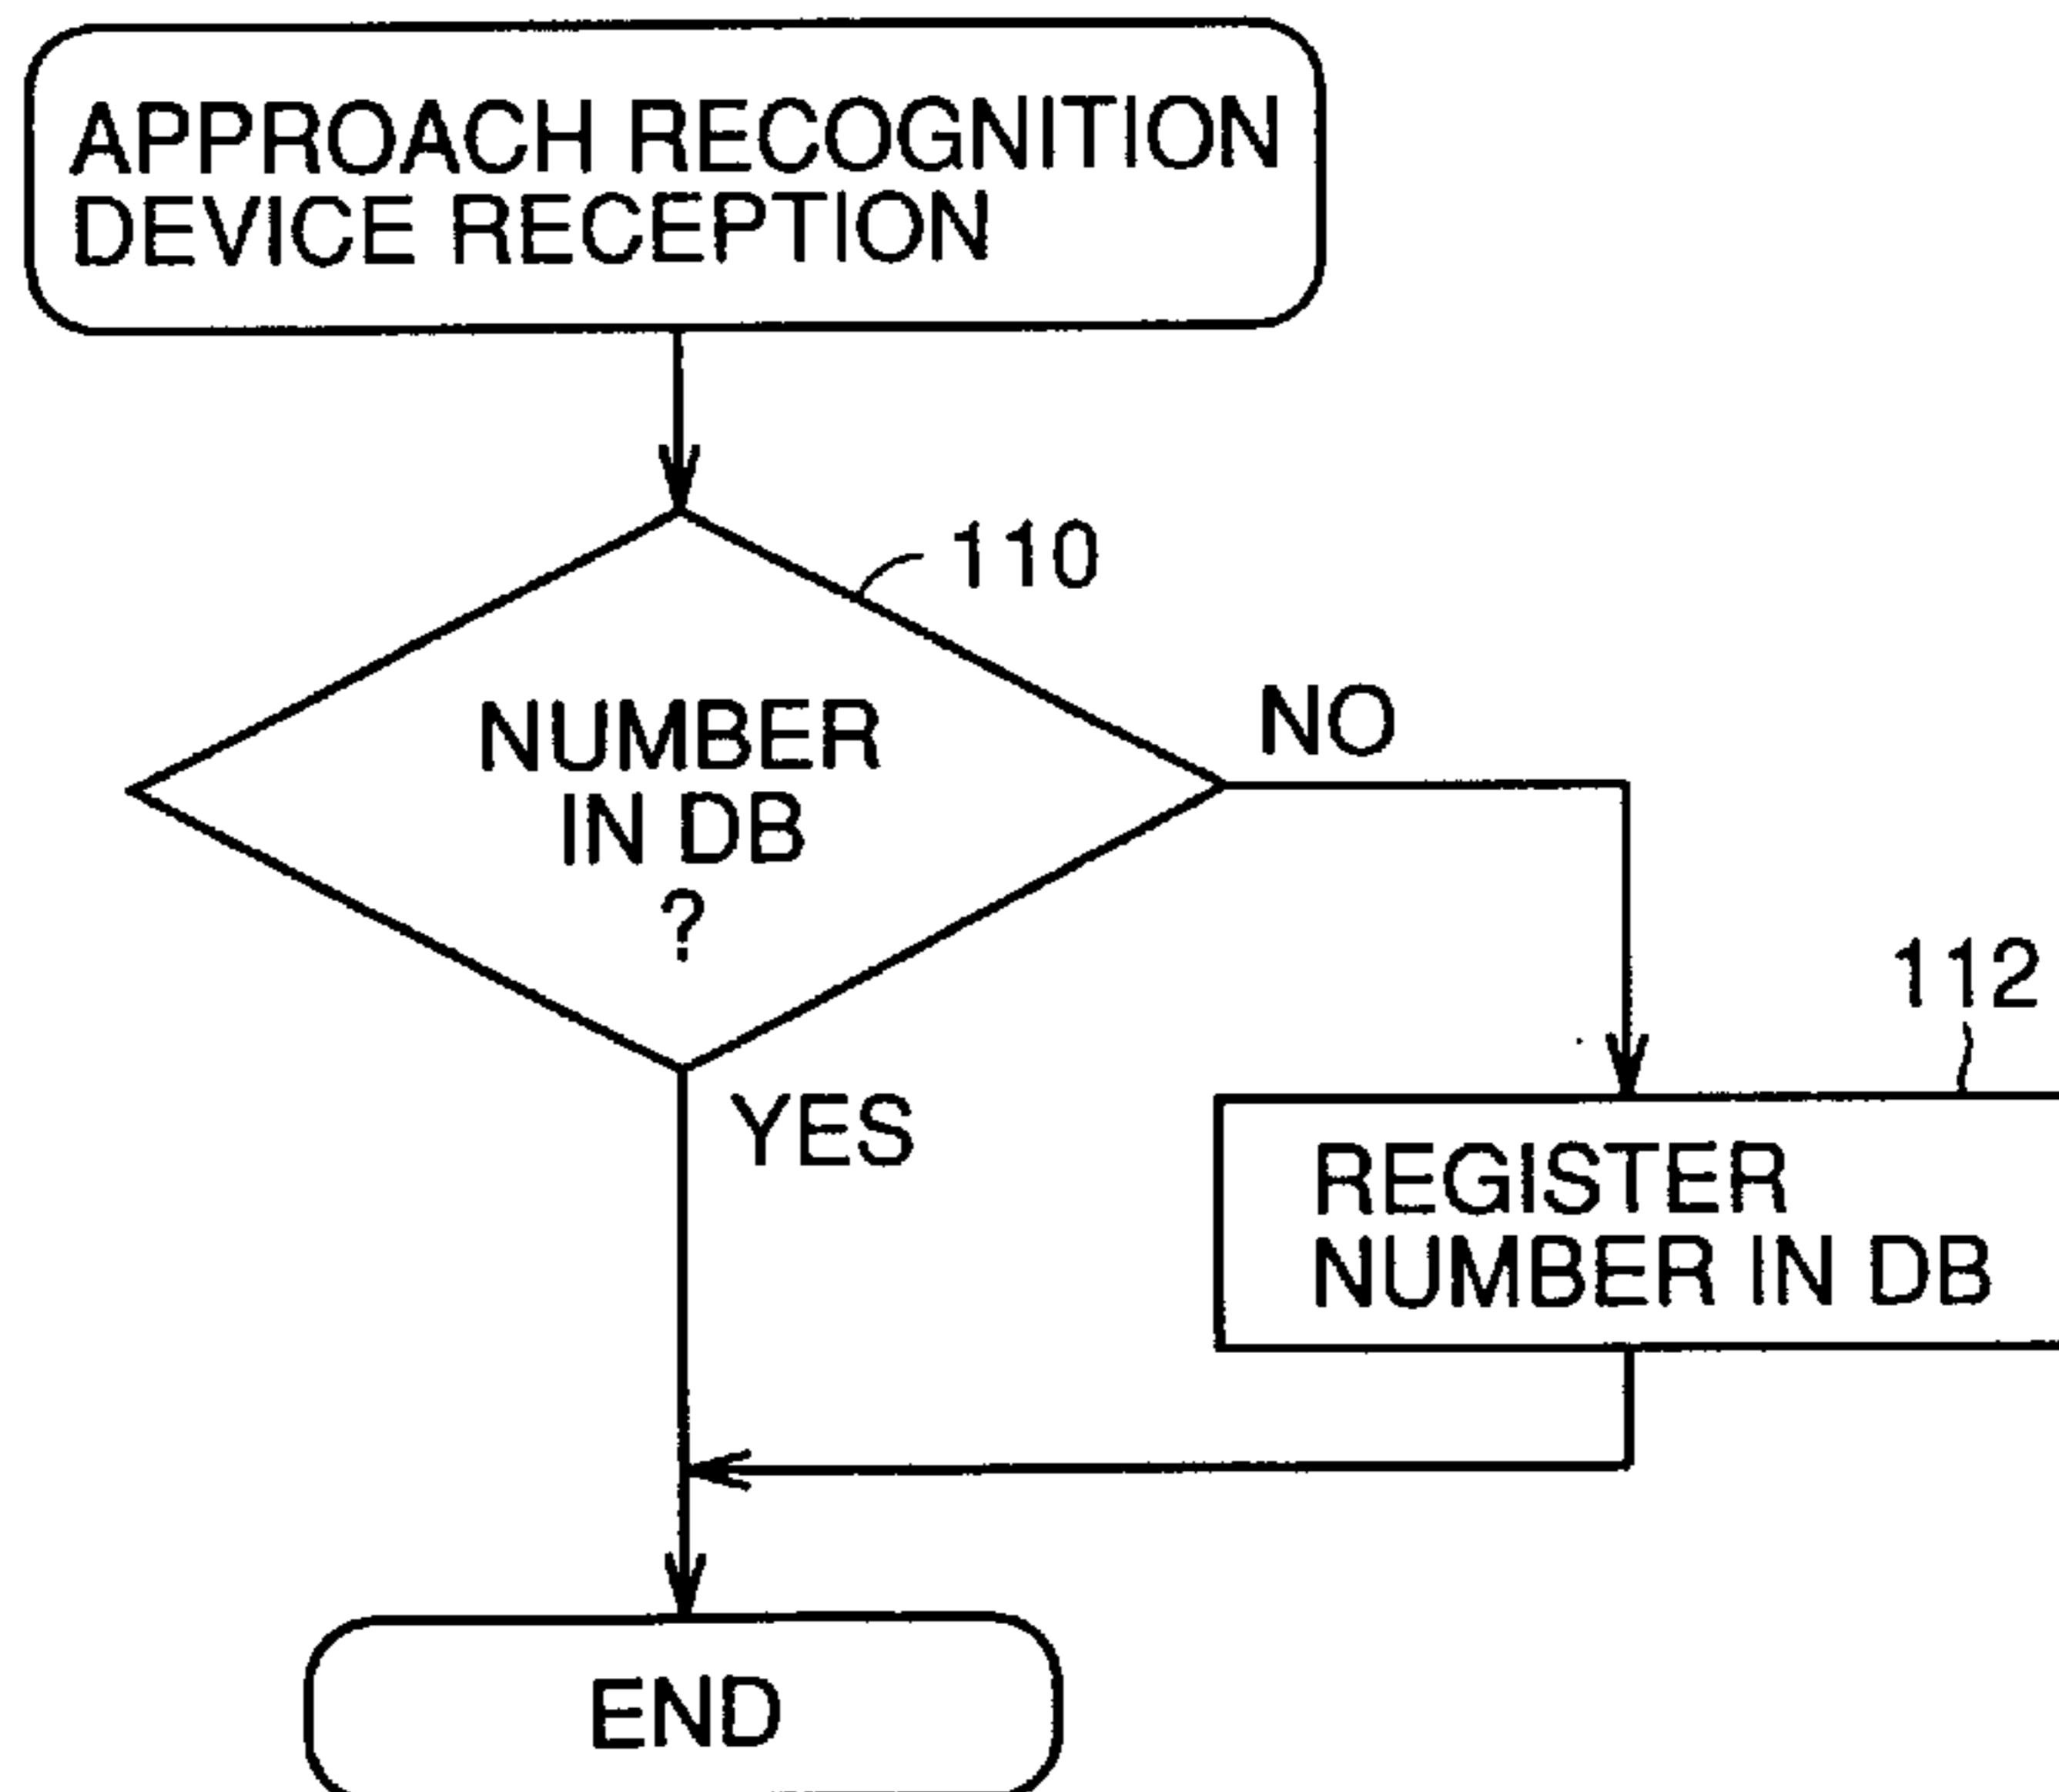 APPROACH RECOGNITION
DEVICE RECEPTION
110
NUMBER
IN DB
?
NO
YES
112
REGISTER
NUMBER IN DB
END